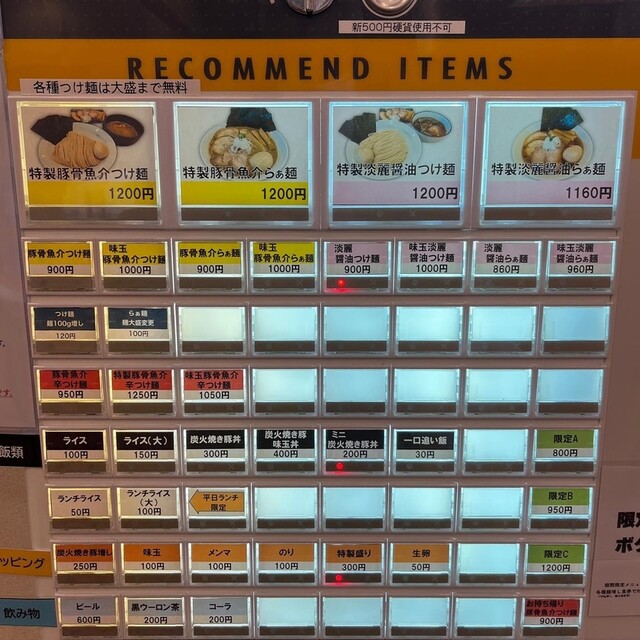 新500円硬貨使用不可
RECOMMEND ITEMS
各種つけ麺は大盛まで無料
特製豚骨魚介つけ麺
1200円
特製豚骨魚介らぁ麺
1200円
特製淡麗醤油つけ麺
1200円
特製淡麗醤油らぁ麺
1160円
豚骨魚介つけ麺
900円
味玉
豚骨魚介つけ麺
1000円
豚骨魚介らぁ麺
900円
味玉
豚骨魚介らぁ麺
1000円
淡麗
醤油つけ麺
900円
味玉淡麗
醤油つけ麺
1000円
淡麗
醤油らぁ麺
860円
味玉淡麗
醤油らぁ麺
960円
つけ麺
麺100g増し
120円
らぁ麺
麺大盛変更
100円
豚骨魚介
辛つけ麺
950円
特製豚骨魚介
辛つけ麺
1250円
味玉豚骨魚介
辛つけ麺
1050円
飯類
ライス
100円
ライス(大)
150円
炭火焼き豚丼
300円
炭火焼き豚
味玉丼
400円
ミニ
炭火焼き豚丼
200円
一口追い飯
30円
限定A
800円
ランチライス
50円
ランチライス
(大)
100円
平日ランチ
限定
限定B
950円
限定
ッピング
炭火焼き豚増し
250円
味玉
100円
メンマ
100円
のり
100円
特製盛り
300円
生卵
50円
限定C
1200円
飲み物
ビール
600円
黒ウーロン茶
200円
コーラ
200円
お持ち帰り
豚骨魚介つけ麺
900円